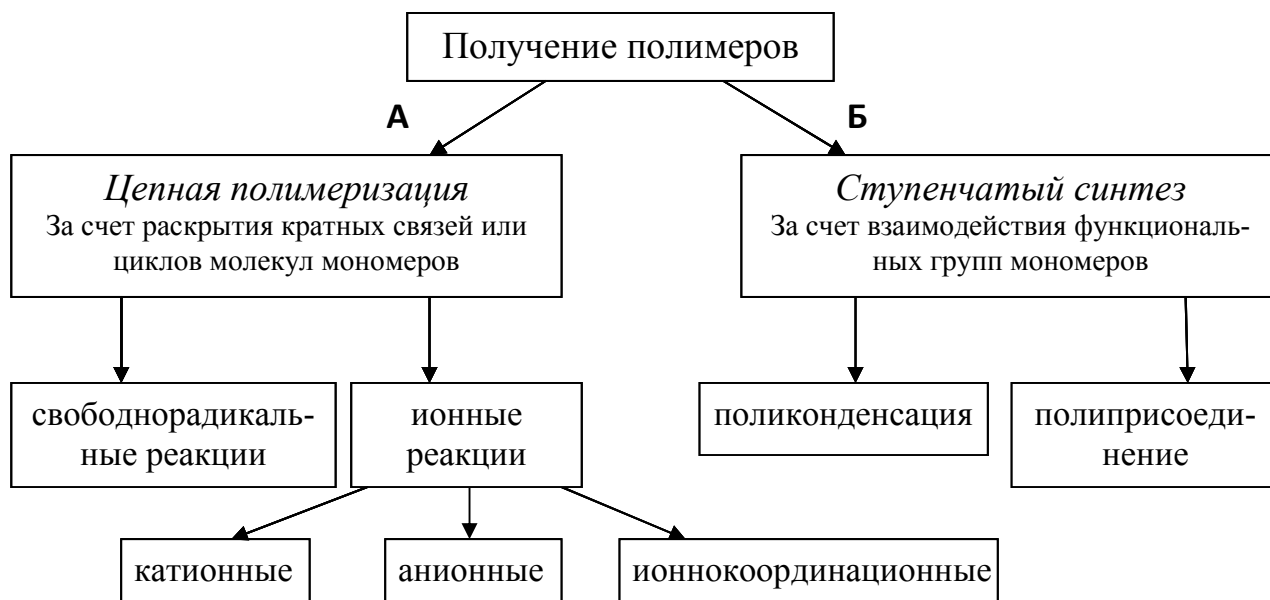 Получение полимеров
А
Б
Цепная полимеризация
За счет раскрытия кратных связей или
циклов молекул мономеров
Ступенчатый синтез
За счет взаимодействия функциональ-
ных групп мономеров
свободнорадикаль-
ные реакции
ионные
реакции
поликонденсация
полиприсоеди-
нение
катионные
анионные
ионнокоординационные